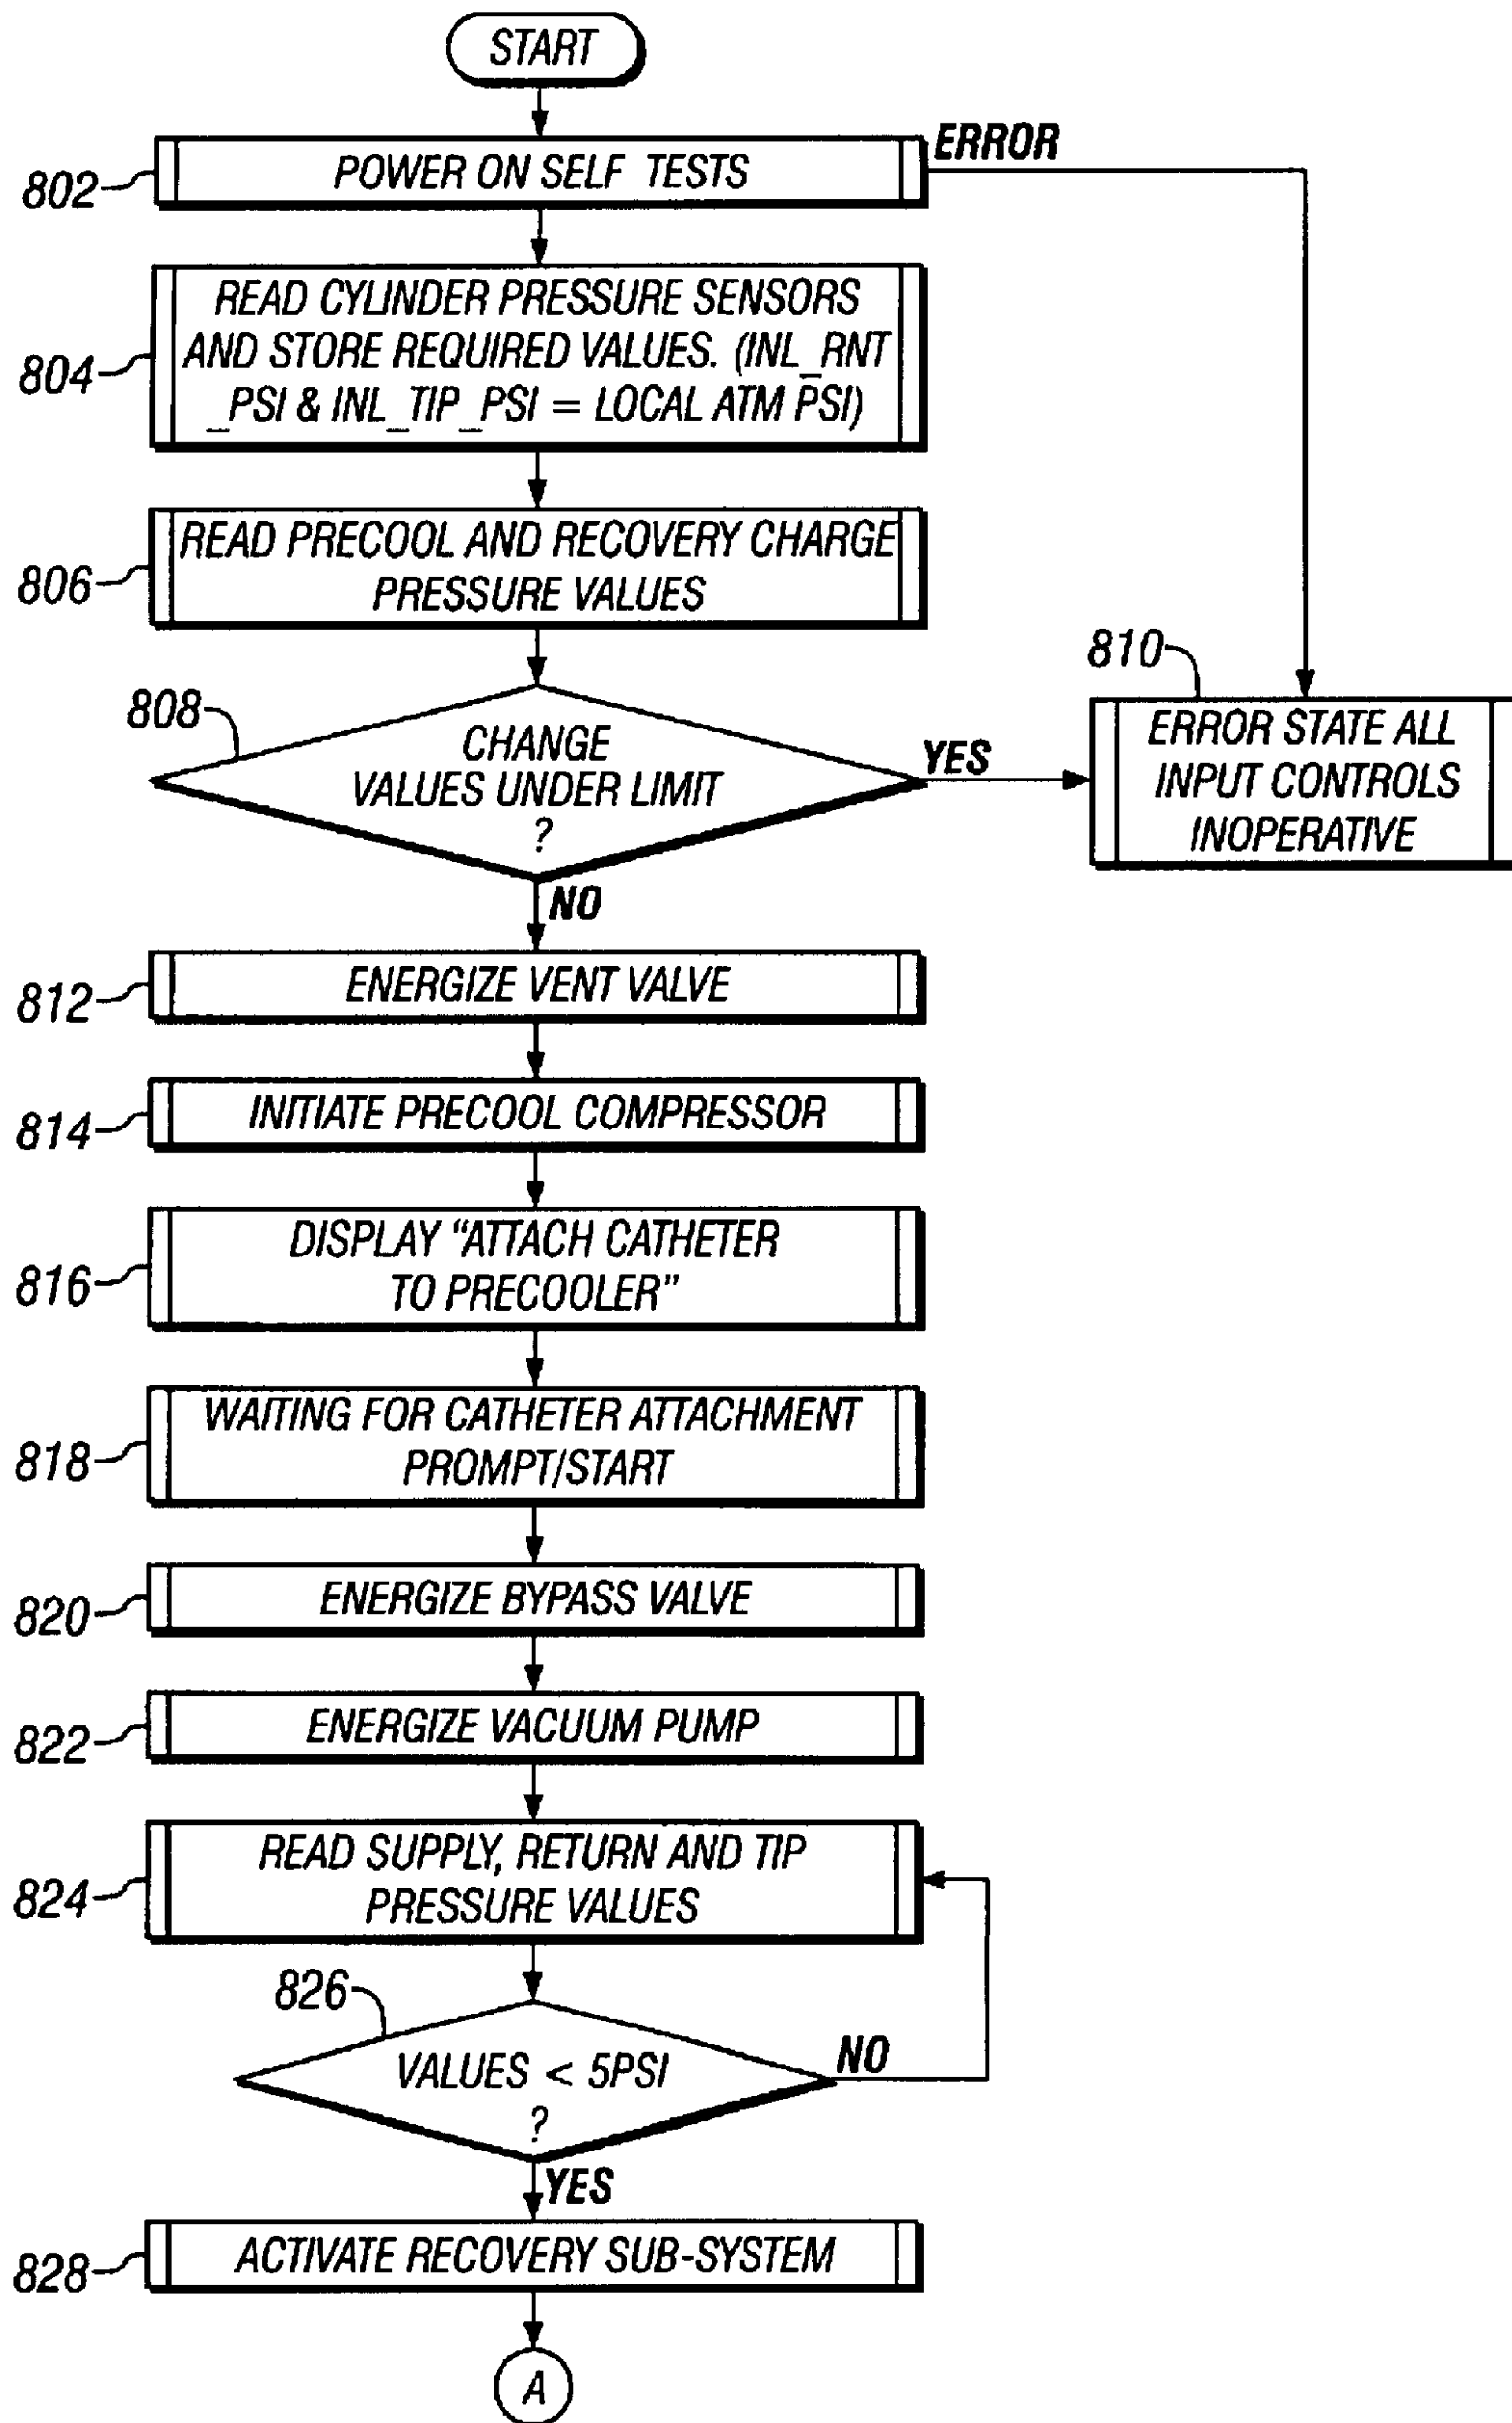 START
802
POWER ON SELF TESTS
ERROR
804
READ CYLINDER PRESSURE SENSORS
AND STORE REQUIRED VALUES. (INL_RNT
_PSI & INL_TIP_PSI = LOCAL ATM PSI)
806
READ PRECOOL AND RECOVERY CHARGE
PRESSURE VALUES
808
CHANGE
VALUES UNDER LIMIT
?
YES
810
ERROR STATE ALL
INPUT CONTROLS
INOPERATIVE
NO
812
ENERGIZE VENT VALVE
814
INITIATE PRECOOL COMPRESSOR
816
DISPLAY “ATTACH CATHETER
TO PRECOOLER”
818
WAITING FOR CATHETER ATTACHMENT
PROMPT/START
820
ENERGIZE BYPASS VALVE
822
ENERGIZE VACUUM PUMP
824
READ SUPPLY, RETURN AND TIP
PRESSURE VALUES
826
VALUES < 5PSI
?
NO
YES
828
ACTIVATE RECOVERY SUB-SYSTEM
A